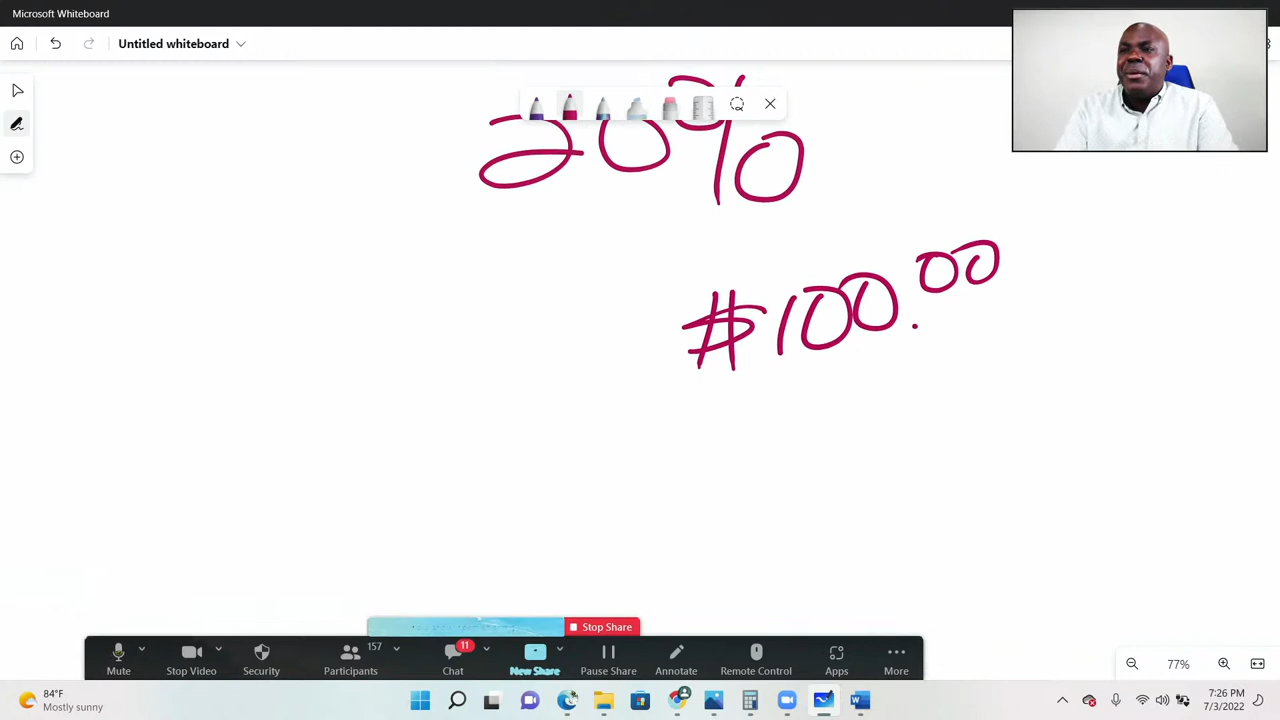 Microsoft Whiteboard
Untitled whiteboard
20%
$100.00
Stop Share
157
11
Mute
Stop Video
Security
Participants
Chat
New Share
Pause Share
Annotate
Remote Control
Apps
More
77%
84°F
Mostly sunny
7:26 PM
7/3/2022